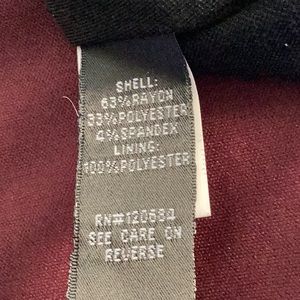 SHELL:
63%RAYON
33%POLYESTER
4%SPANDEX
LINING:
100%POLYESTER
RN#120684
SEE CARE ON
REVERSE